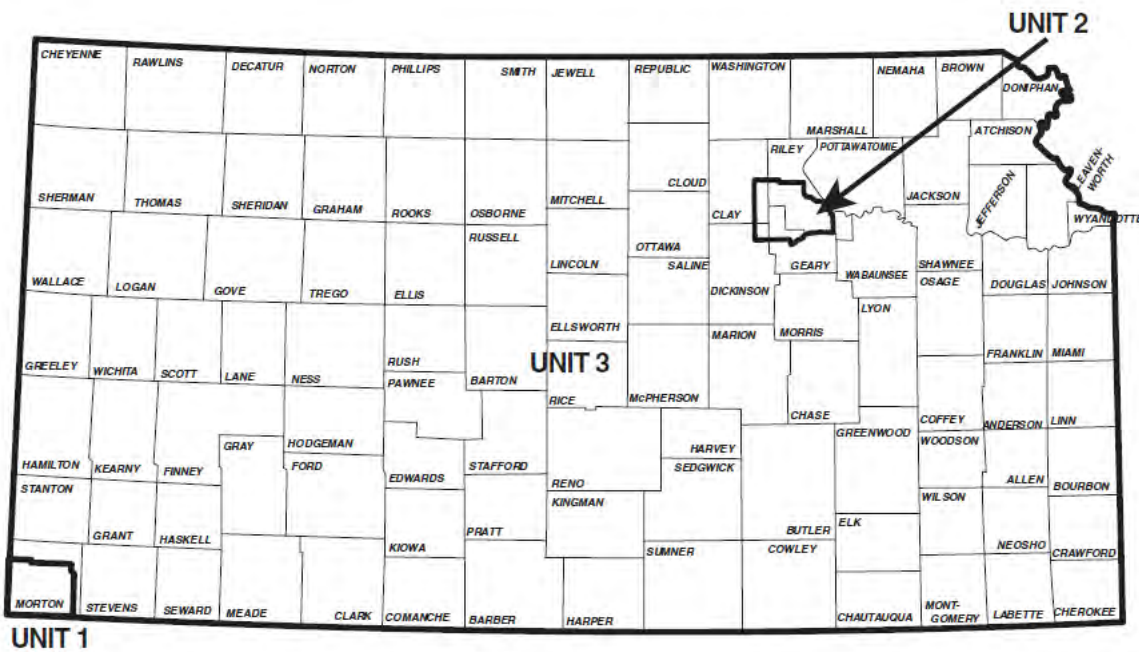 UNIT 2
CHEYENNE
RAWLINS
DECATUR
NORTON
PHILLIPS
SMITH
JEWELL
REPUBLIC
WASHINGTON
MARSHALL
NEMAHA
BROWN
DONIPHAN
ATCHISON
RILEY
POTTAWATOMIE
JACKSON
JEFFERSON
LEAVEN-
WORTH
WYANDOTTE
SHERMAN
THOMAS
SHERIDAN
GRAHAM
ROOKS
OSBORNE
MITCHELL
CLOUD
CLAY
RUSSELL
OTTAWA
LINCOLN
SALINE
GEARY
WABAUNSEE
SHAWNEE
OSAGE
DOUGLAS
JOHNSON
WALLACE
LOGAN
GOVE
TREGO
ELLIS
DICKINSON
LYON
ELLSWORTH
MARION
MORRIS
FRANKLIN
MIAMI
GREELEY
WICHITA
SCOTT
LANE
NESS
RUSH
PAWNEE
BARTON
UNIT 3
RICE
McPHERSON
CHASE
GREENWOOD
COFFEY
WOODSON
ANDERSON
LINN
HAMILTON
STANTON
KEARNY
FINNEY
GRAY
HODGEMAN
FORD
EDWARDS
STAFFORD
RENO
KINGMAN
HARVEY
SEDGWICK
ALLEN
BOURBON
WILSON
GRANT
HASKELL
KIOWA
PRATT
SUMNER
BUTLER
COWLEY
ELK
NEOSHO
CRAWFORD
MORTON
STEVENS
SEWARD
MEADE
CLARK
COMANCHE
BARBER
HARPER
CHAUTAUQUA
MONT-
GOMERY
LABETTE
CHEROKEE
UNIT 1